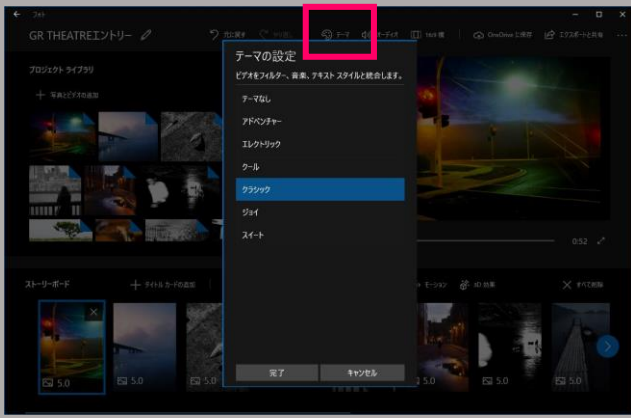 フォト
GR THEATREエントリー
元に戻す
やり直し
テーマ
オーディオ
16:9 横
OneDrive に保存
エクスポートと共有
プロジェクト ライブラリ
写真とビデオの追加
テーマの設定
ビデオをフィルター、音楽、テキスト スタイルと統合します。
テーマなし
アドベンチャー
エレクトリック
クール
クラシック
ジョイ
スイート
完了
キャンセル
0:52
ストーリーボード
タイトル カードの追加
モーション
3D 効果
すべて削除
5.0
5.0
5.0
5.0
5.0
5.0